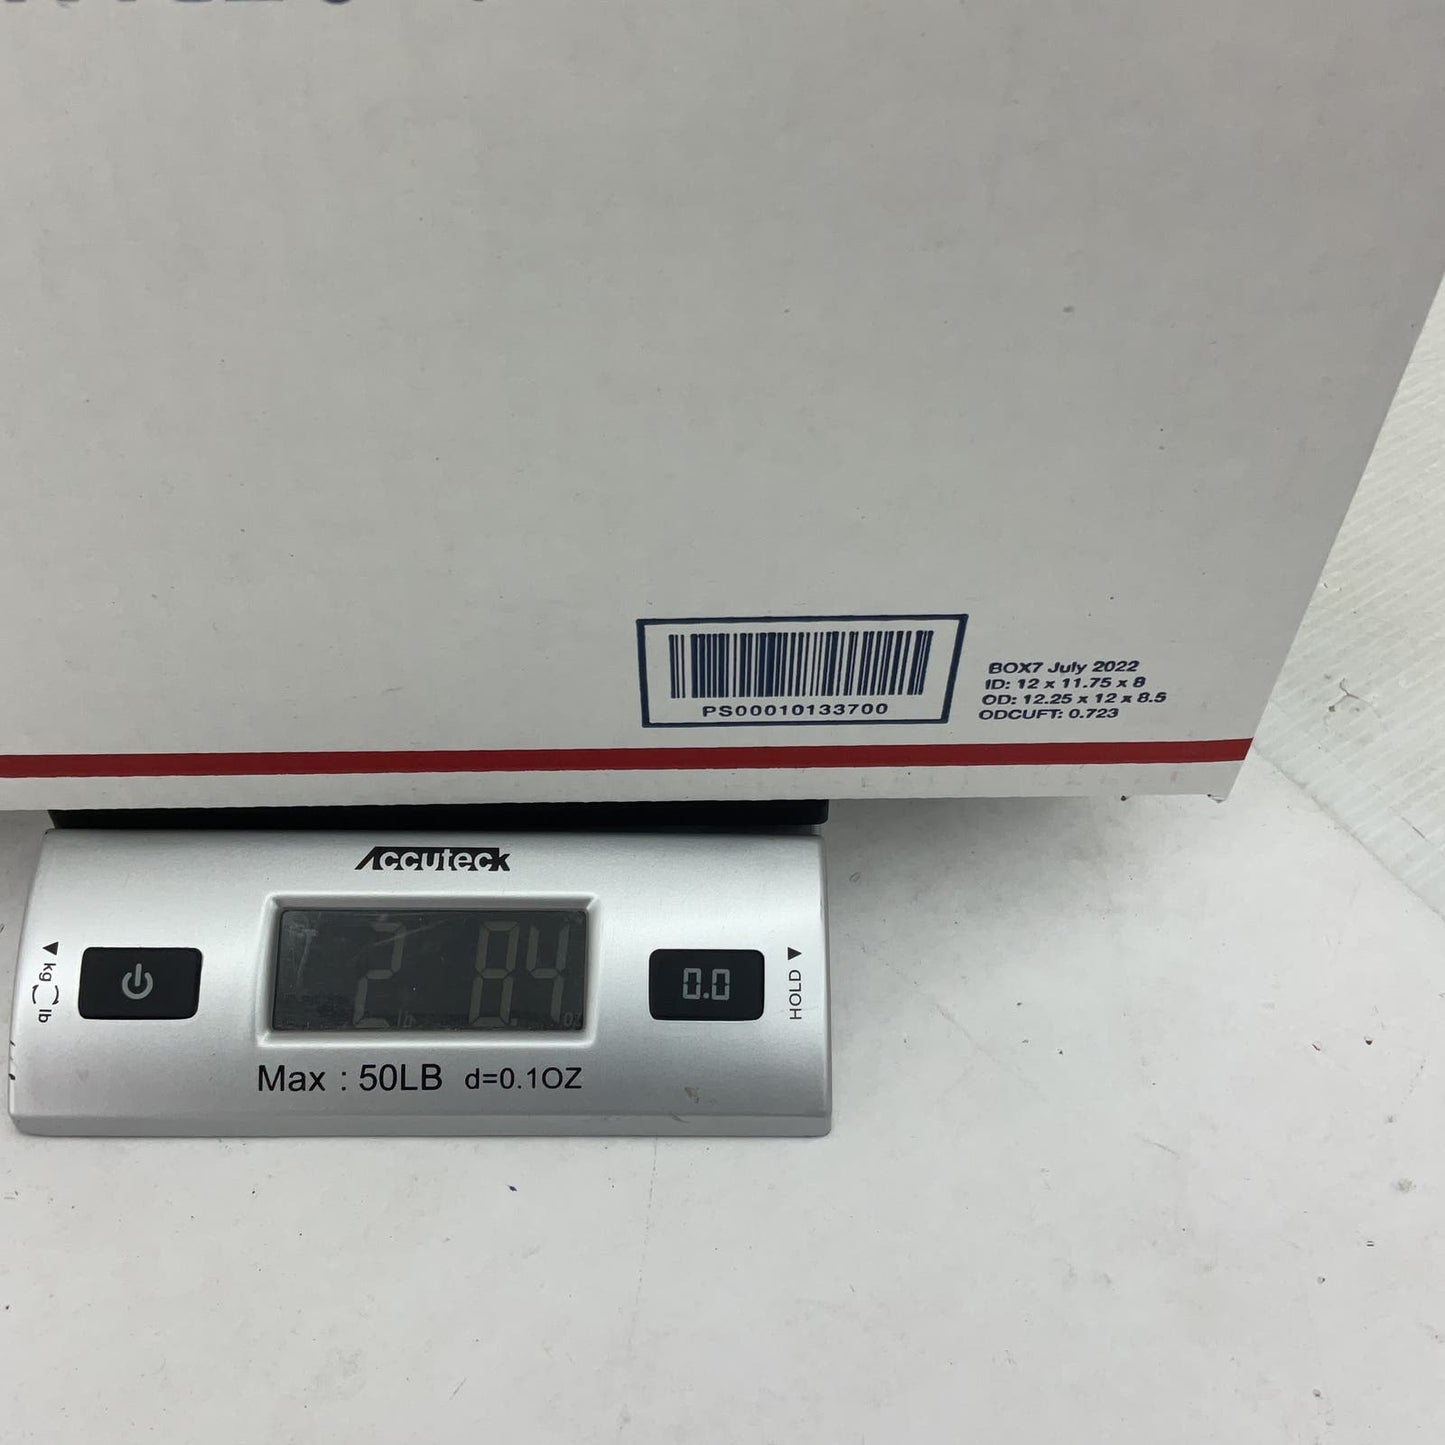 PS00010133700
BOX7 July 2022
ID: 12 x 11.75 x 8
OD: 12.25 x 12 x 8.5
ODCUFT: 0.723
Accuteck
kg lb
2 lb 8.4 oz
0.0
HOLD
Max : 50LB d=0.1OZ